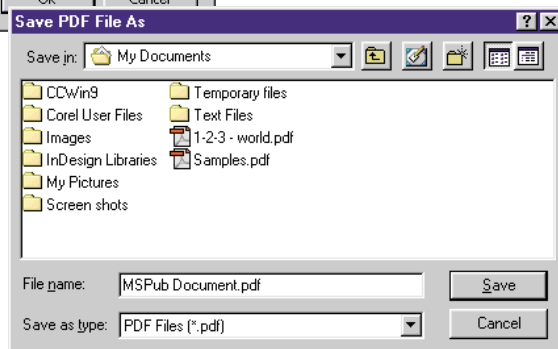 OK Cancel
Save PDF File As
Save in: My Documents
CCWin9 Temporary files
Corel User Files Text Files
Images 1-2-3 - world.pdf
InDesign Libraries Samples.pdf
My Pictures
Screen shots
File name: MSPub Document.pdf Save
Save as type: PDF Files (*.pdf) Cancel